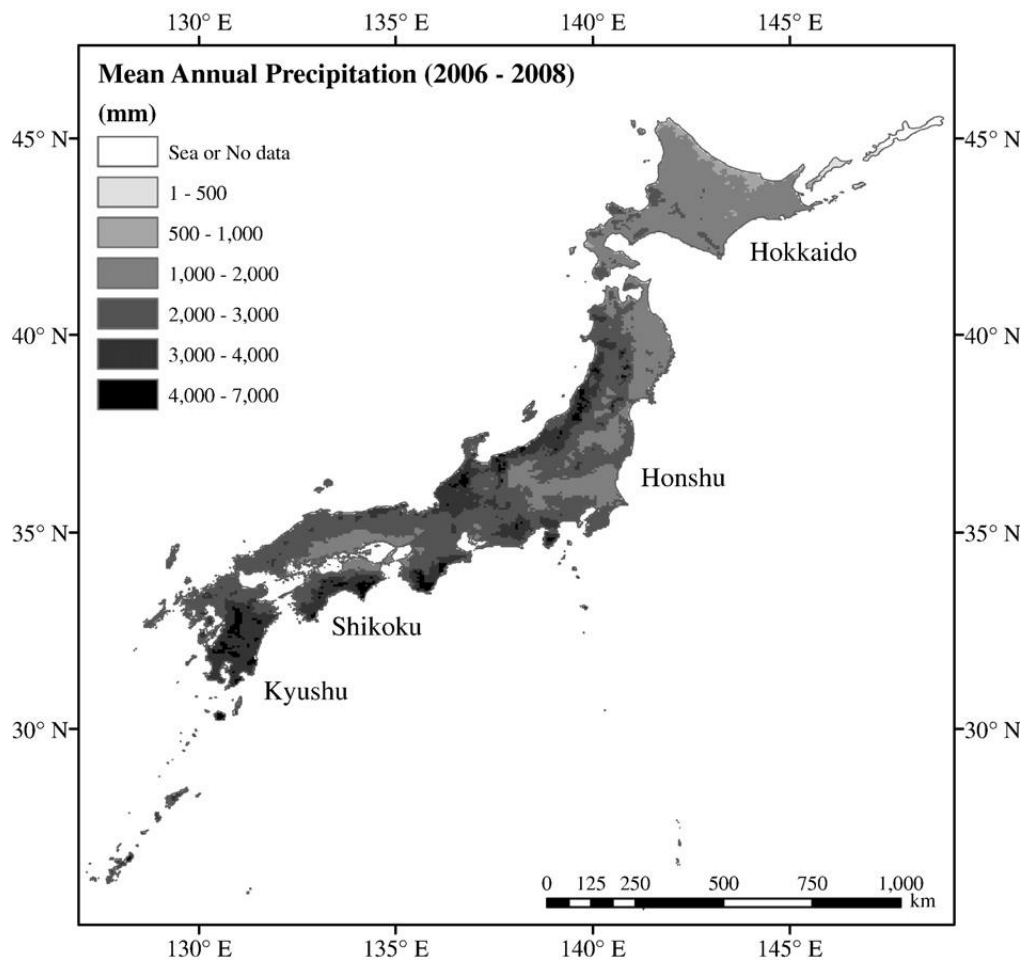 130° E 135° E 140° E 145° E
Mean Annual Precipitation (2006 - 2008)
(mm)
Sea or No data
1 - 500
500 - 1,000
1,000 - 2,000
2,000 - 3,000
3,000 - 4,000
4,000 - 7,000
45° N 45° N
Hokkaido
40° N 40° N
Honshu
35° N 35° N
Shikoku
Kyushu
30° N 30° N
0 125 250 500 750 1,000
km
130° E 135° E 140° E 145° E